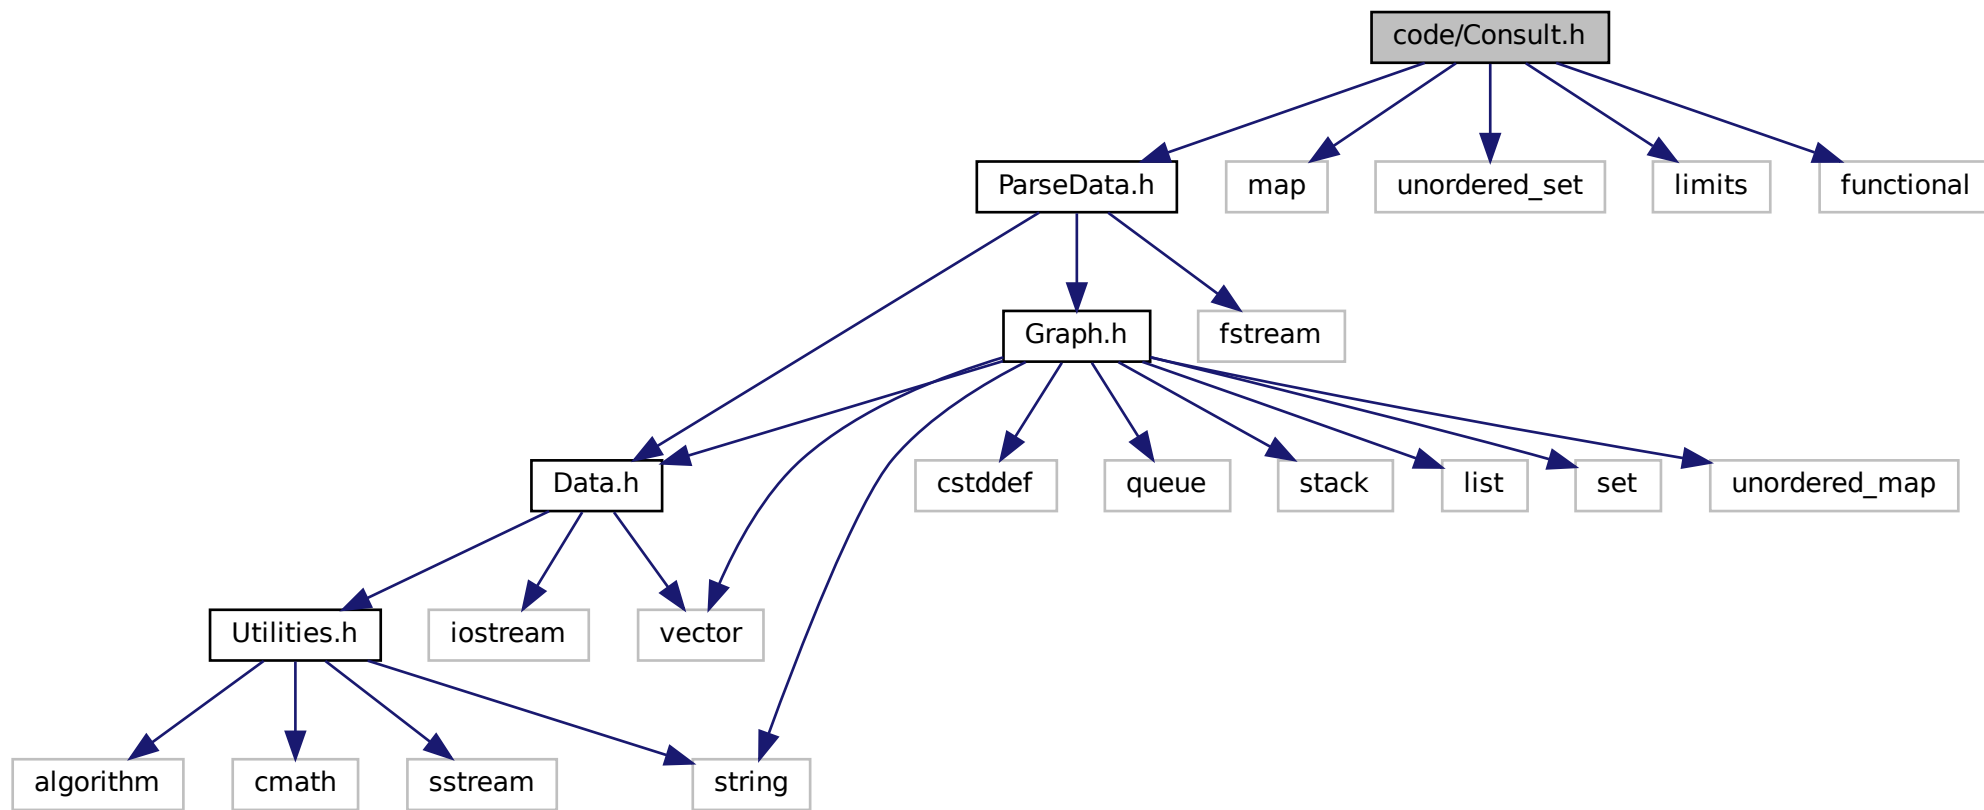 code/Consult.h
ParseData.h
map
unordered_set
limits
functional
Graph.h
fstream
Data.h
cstddef
queue
stack
list
set
unordered_map
Utilities.h
iostream
vector
algorithm
cmath
sstream
string